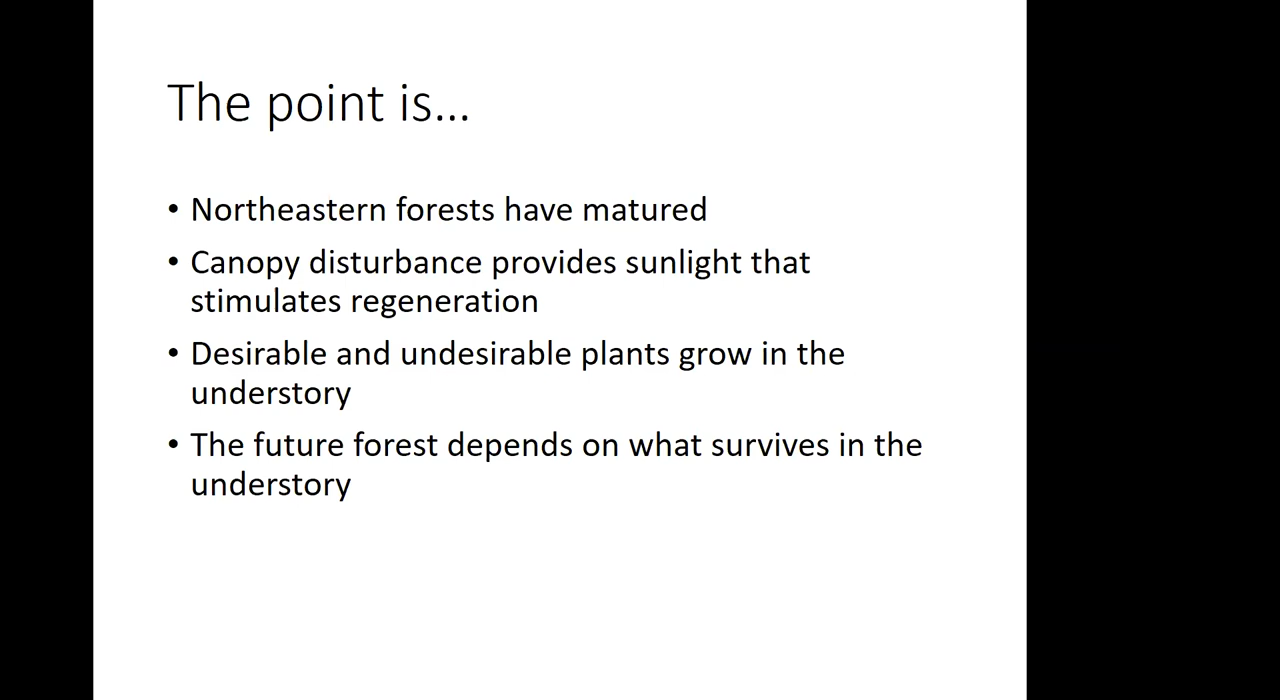 The point is...
• Northeastern forests have matured
• Canopy disturbance provides sunlight that
stimulates regeneration
• Desirable and undesirable plants grow in the
understory
• The future forest depends on what survives in the
understory